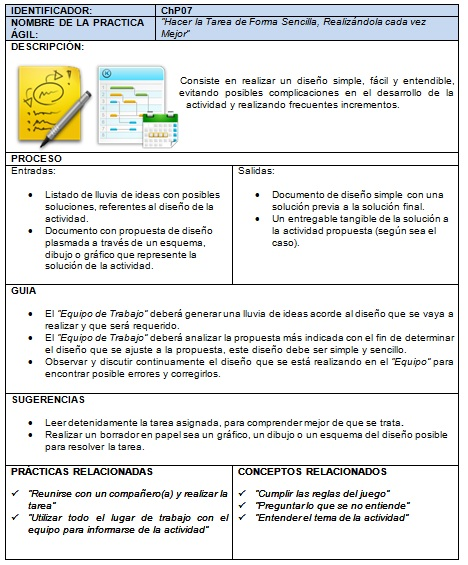 IDENTIFICADOR: ChP07
NOMBRE DE LA PRACTICA ÁGIL: "Hacer la Tarea de Forma Sencilla, Realizándola cada vez Mejor"
DESCRIPCIÓN:
Consiste en realizar un diseño simple, fácil y entendible,
evitando posibles complicaciones en el desarrollo de la
actividad y realizando frecuentes incrementos.
PROCESO
Entradas:
• Listado de lluvia de ideas con posibles
soluciones, referentes al diseño de la
actividad.
• Documento con propuesta de diseño
plasmada a través de un esquema,
dibujo o gráfico que represente la
solución de la actividad.
Salidas:
• Documento de diseño simple con una
solución previa a la solución final.
• Un entregable tangible de la solución a
la actividad propuesta (según sea el
caso).
GUIA
• El "Equipo de Trabajo" deberá generar una lluvia de ideas acorde al diseño que se vaya a
realizar y que será requerido.
• El "Equipo de Trabajo" deberá analizar la propuesta más indicada con el fin de determinar
el diseño que se ajuste a la propuesta, este diseño debe ser simple y sencillo.
• Observar y discutir continuamente el diseño que se está realizando en el "Equipo" para
encontrar posible errores y corregirlos.
SUGERENCIAS
• Leer detenidamente la tarea asignada, para comprender mejor de que se trata.
• Realizar un borrador en papel sea un gráfico, un dibujo o un esquema del diseño posible
para resolver la tarea.
PRÁCTICAS RELACIONADAS
✓ "Reunirse con un compañero(a) y realizar la
tarea"
✓ "Utilizar todo el lugar de trabajo con el
equipo para informarse de la actividad"
CONCEPTOS RELACIONADOS
✓ "Cumplir las reglas del juego"
✓ "Preguntar lo que no se entiende"
✓ "Entender el tema de la actividad"